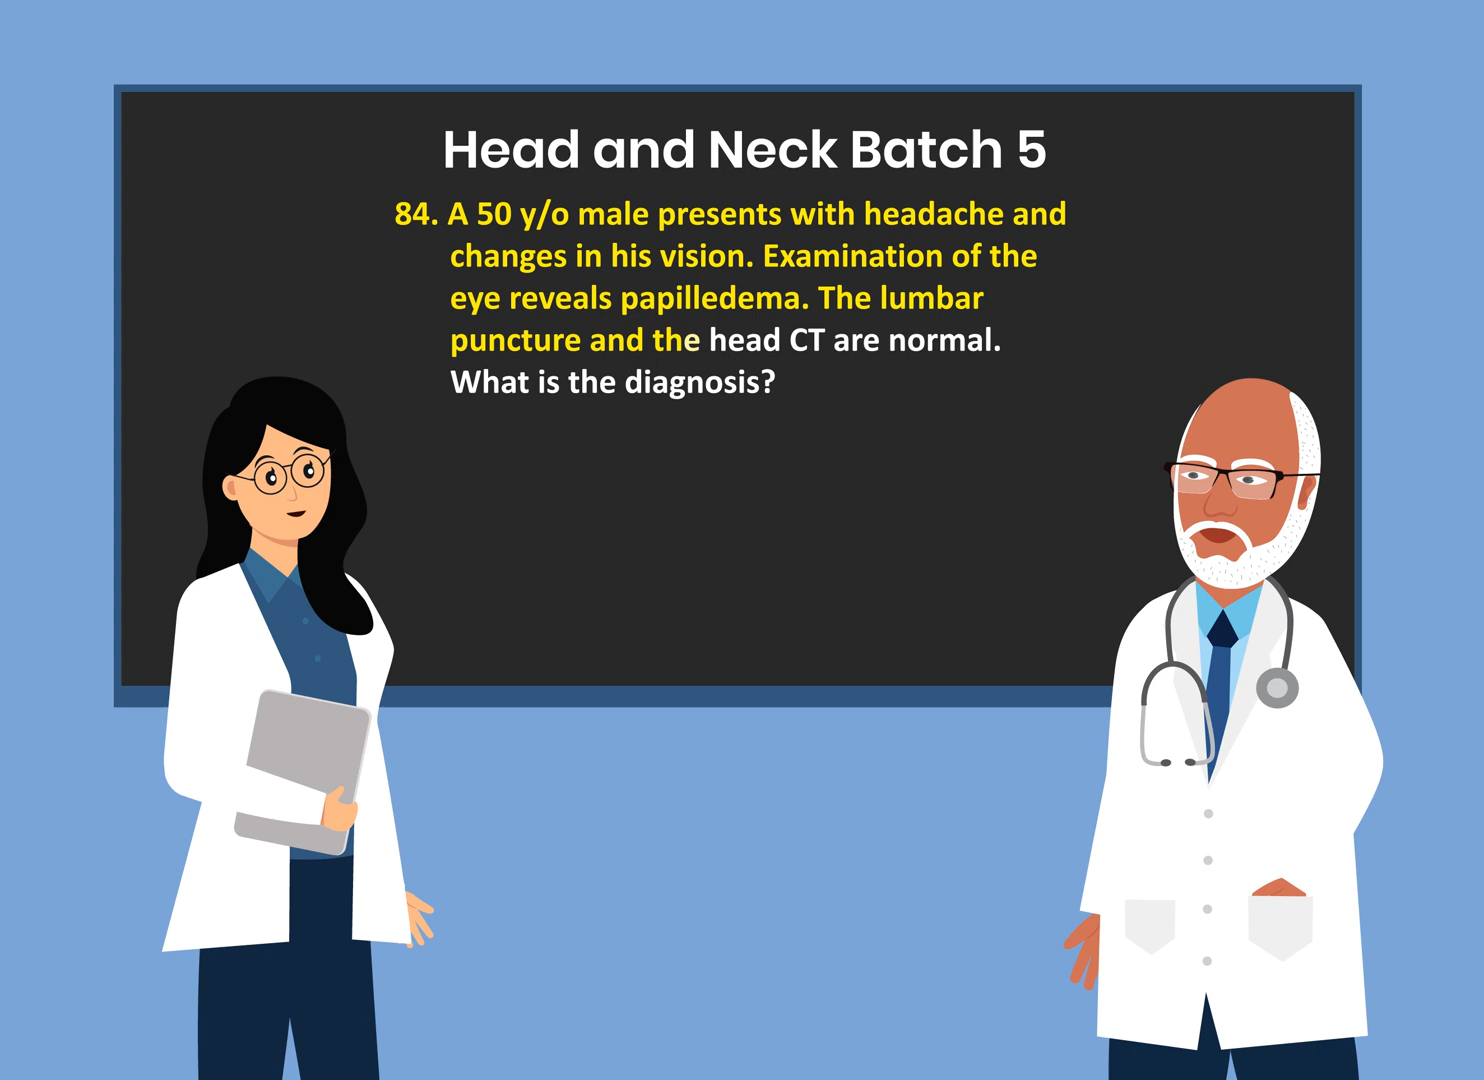 Head and Neck Batch 5
84. A 50 y/o male presents with headache and
changes in his vision. Examination of the
eye reveals papilledema. The lumbar
puncture and the head CT are normal.
What is the diagnosis?